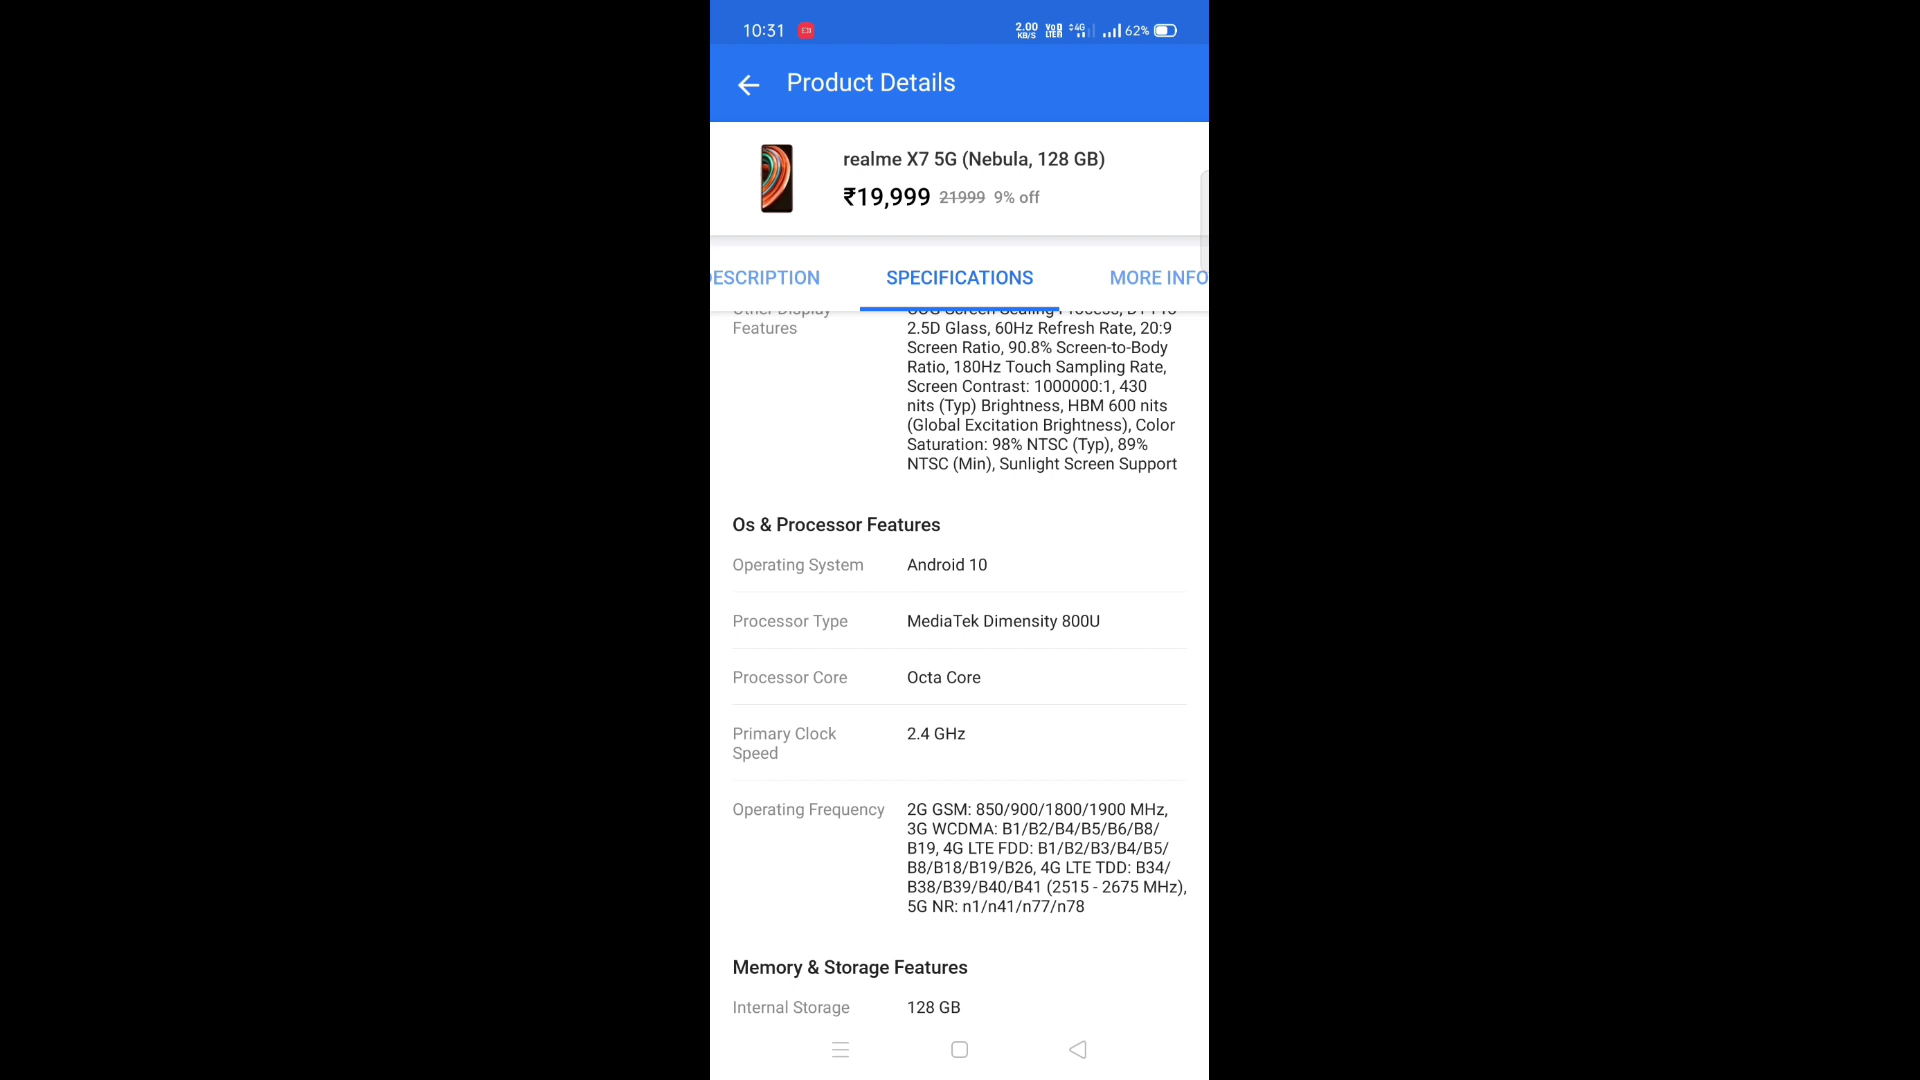 10:31
2.00 KB/S 4G 62%
Product Details
realme X7 5G (Nebula, 128 GB)
₹19,999 21999 9% off
ESCRIPTION SPECIFICATIONS MORE INFO
Other Display
Features
2.5D Glass, 60Hz Refresh Rate, 20:9
Screen Ratio, 90.8% Screen-to-Body
Ratio, 180Hz Touch Sampling Rate,
Screen Contrast: 1000000:1, 430
nits (Typ) Brightness, HBM 600 nits
(Global Excitation Brightness), Color
Saturation: 98% NTSC (Typ), 89%
NTSC (Min), Sunlight Screen Support
Os & Processor Features
Operating System Android 10
Processor Type MediaTek Dimensity 800U
Processor Core Octa Core
Primary Clock
Speed
2.4 GHz
Operating Frequency
2G GSM: 850/900/1800/1900 MHz,
3G WCDMA: B1/B2/B4/B5/B6/B8/
B19, 4G LTE FDD: B1/B2/B3/B4/B5/
B8/B18/B19/B26, 4G LTE TDD: B34/
B38/B39/B40/B41 (2515 - 2675 MHz),
5G NR: n1/n41/n77/n78
Memory & Storage Features
Internal Storage 128 GB